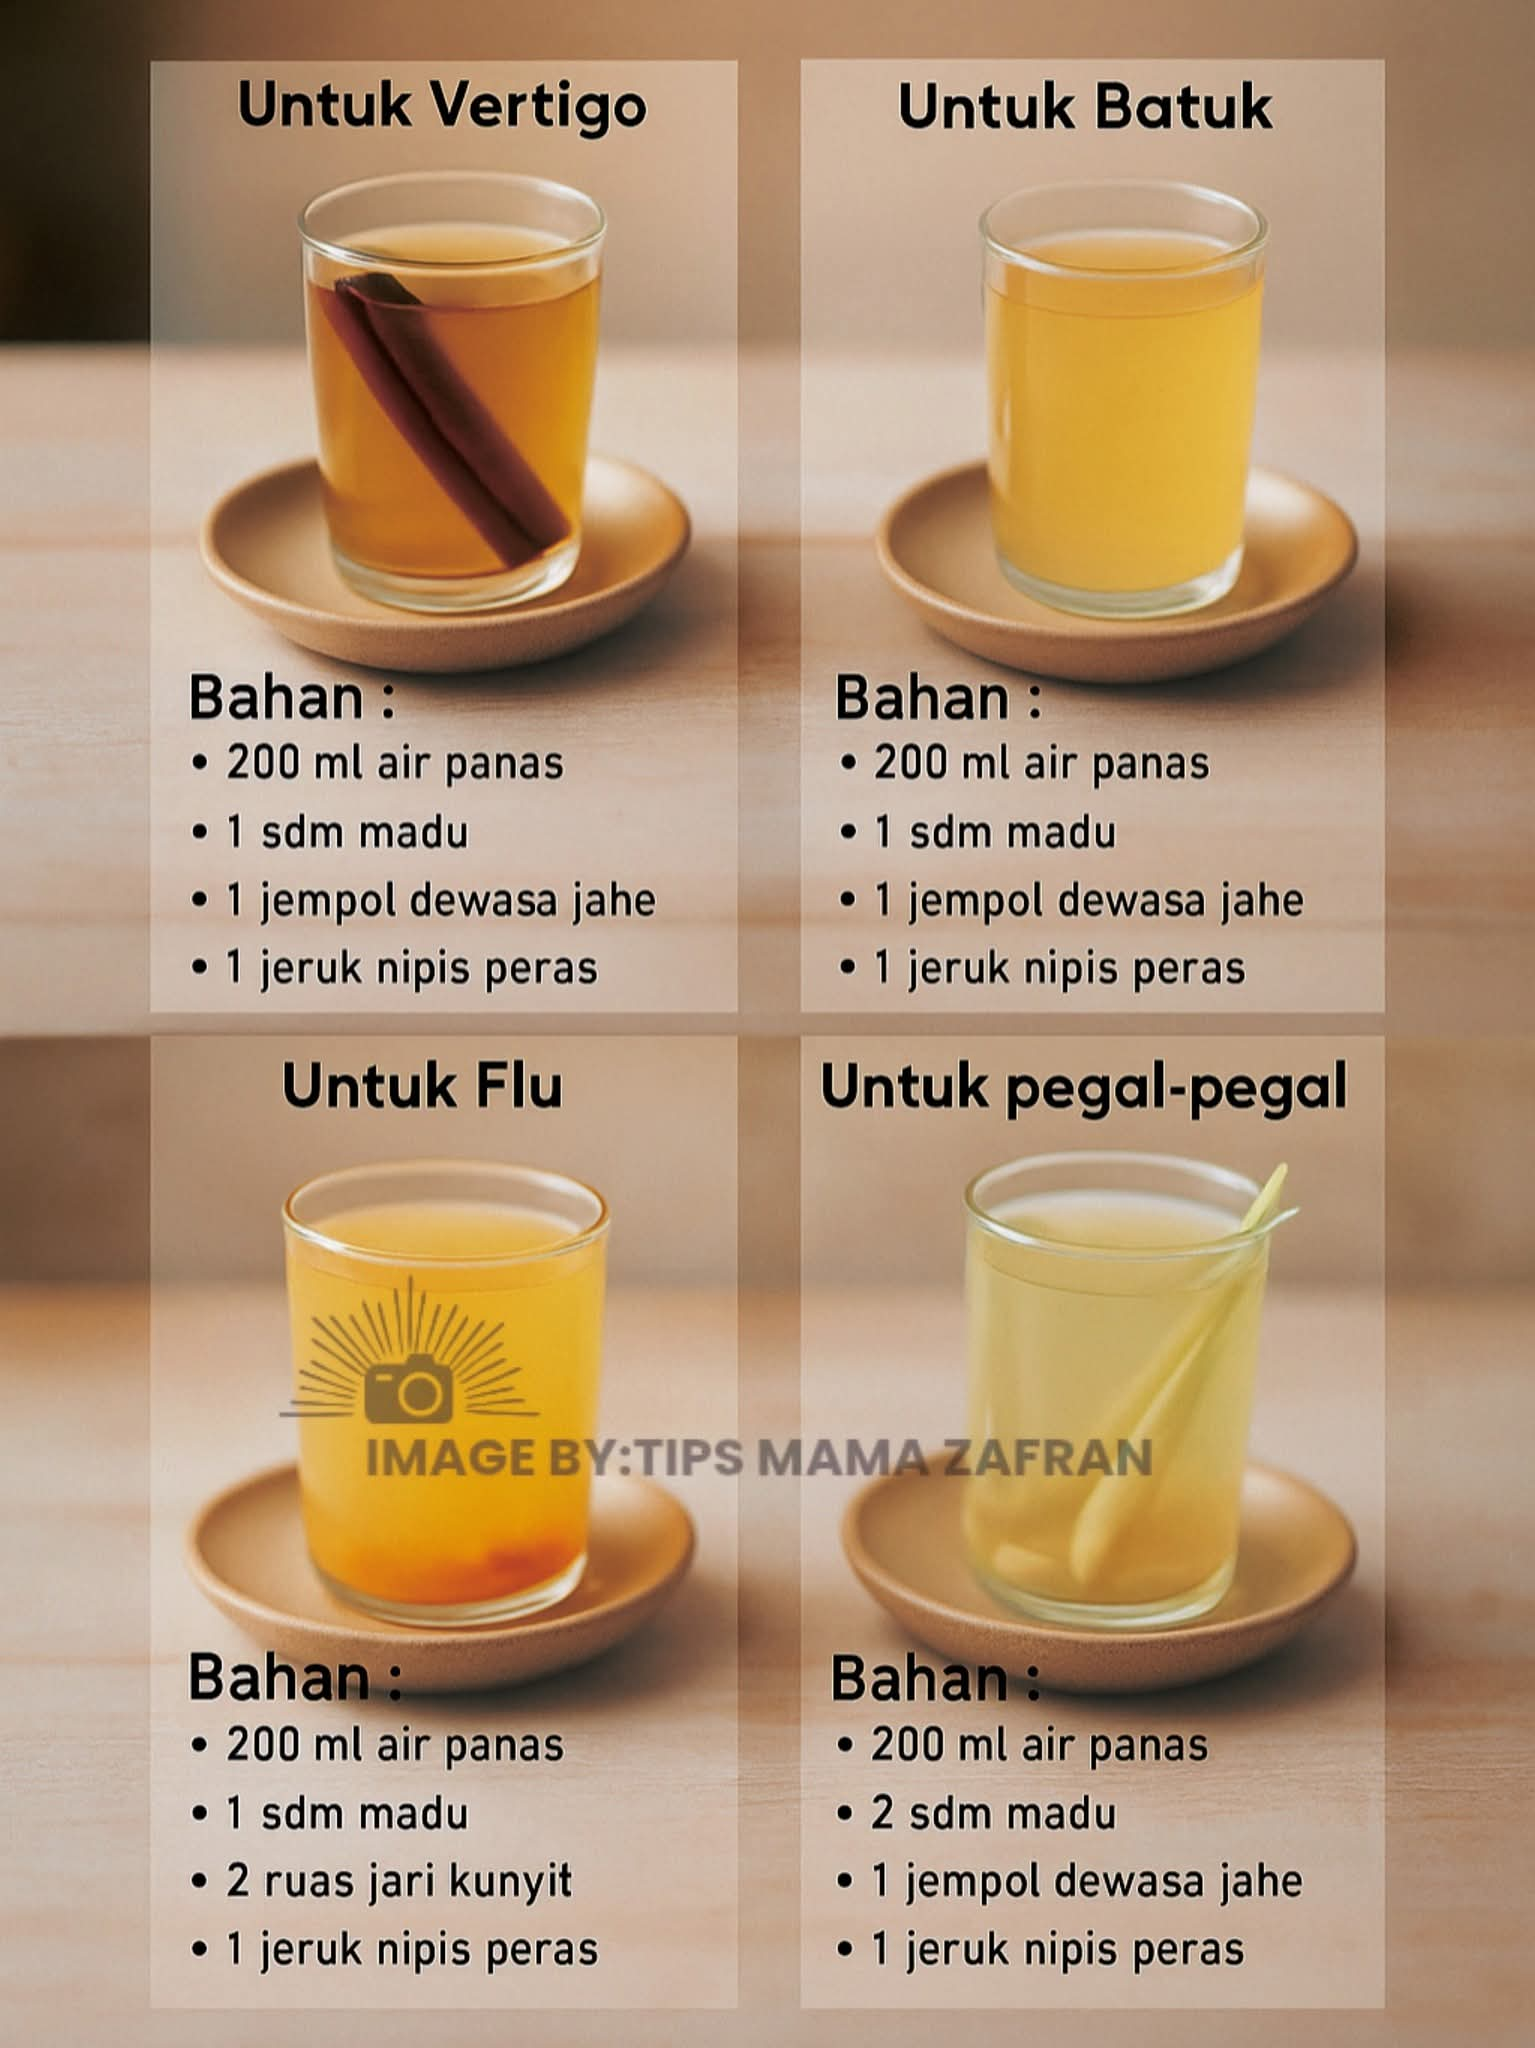 Untuk Vertigo
Bahan :
• 200 ml air panas
• 1 sdm madu
• 1 jempol dewasa jahe
• 1 jeruk nipis peras
Untuk Batuk
Bahan :
• 200 ml air panas
• 1 sdm madu
• 1 jempol dewasa jahe
• 1 jeruk nipis peras
Untuk Flu
Bahan :
• 200 ml air panas
• 1 sdm madu
• 2 ruas jari kunyit
• 1 jeruk nipis peras
Untuk pegal-pegal
Bahan :
• 200 ml air panas
• 2 sdm madu
• 1 jempol dewasa jahe
• 1 jeruk nipis peras
IMAGE BY:TIPS MAMA ZAFRAN